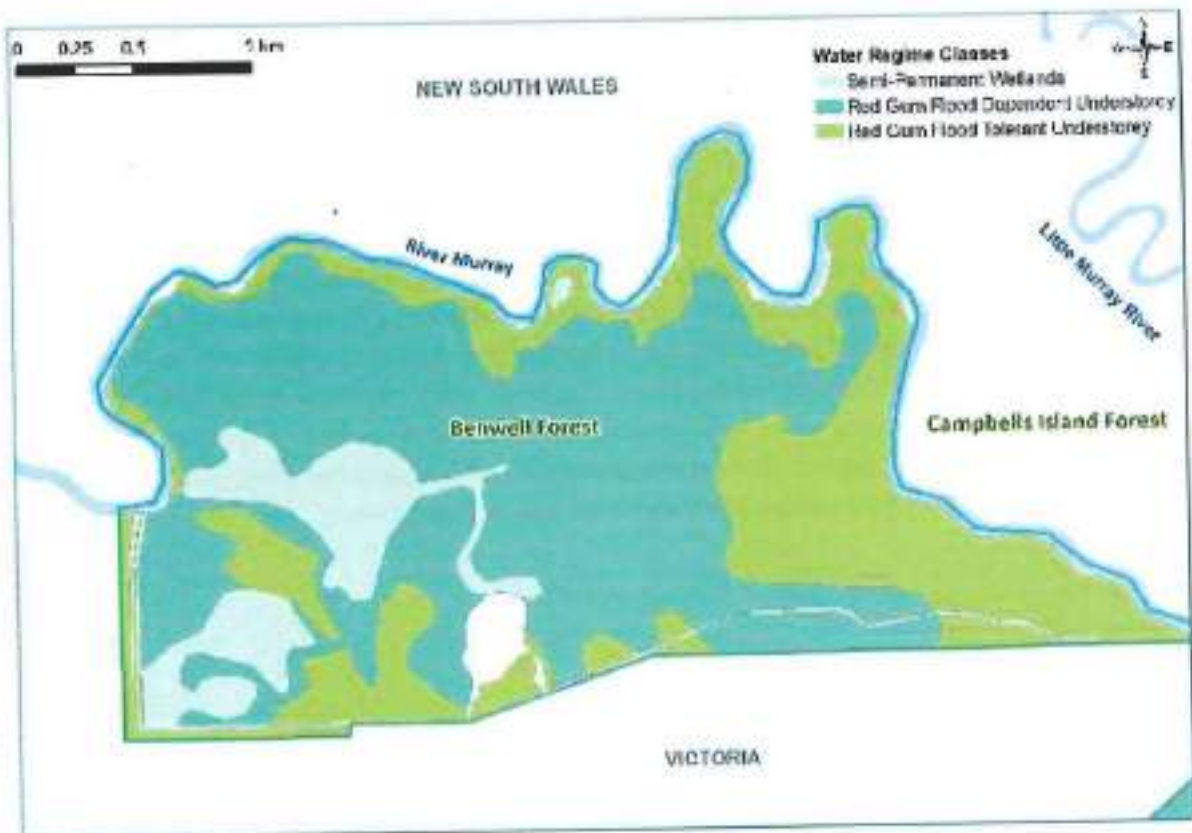 0 0.25 0.5 1 km
NEW SOUTH WALES
Water Regime Classes
Semi-Permanent Wetlands
Red Gum Flood Dependent Understorey
Red Gum Flood Tolerant Understorey
E
S
River Murray
Little Murray River
Benwell Forest
Campbells Island Forest
VICTORIA